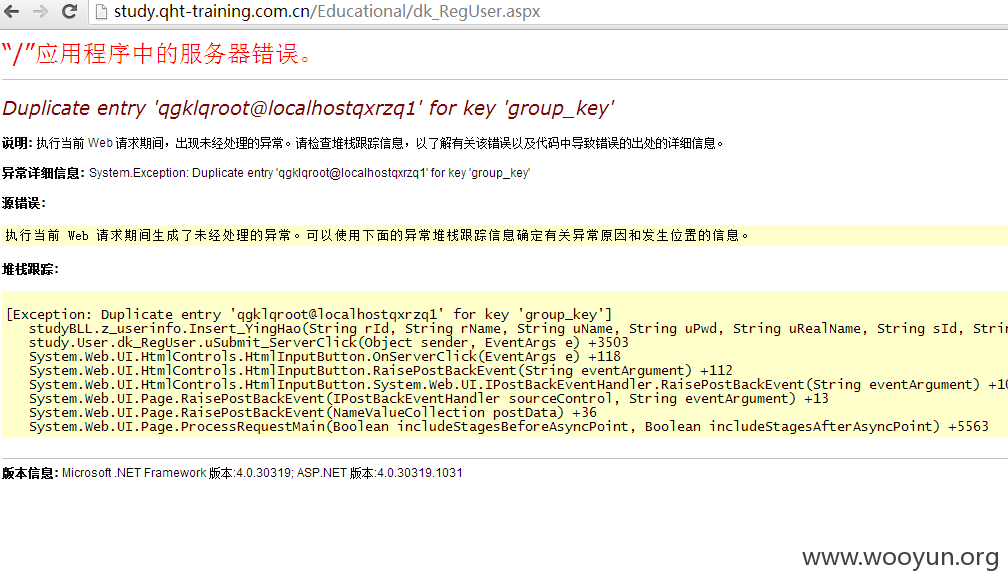 study.qht-training.com.cn/Educational/dk_RegUser.aspx
“/”应用程序中的服务器错误。
Duplicate entry 'qgklqroot@localhostqxrzq1' for key 'group_key'
说明: 执行当前 Web 请求期间，出现未经处理的异常。请检查堆栈跟踪信息，以了解有关该错误以及代码中导致错误的出处的详细信息。
异常详细信息: System.Exception: Duplicate entry 'qgklqroot@localhostqxrzq1' for key 'group_key'
源错误:
执行当前 Web 请求期间生成了未经处理的异常。可以使用下面的异常堆栈跟踪信息确定有关异常原因和发生位置的信息。
堆栈跟踪:
[Exception: Duplicate entry 'qgklqroot@localhostqxrzq1' for key 'group_key']
studyBLL.z_userinfo.Insert_YingHao(String rId, String rName, String uName, String uPwd, String uRealName, String sId, String
study.User.dk_RegUser.uSubmit_ServerClick(Object sender, EventArgs e) +3503
System.Web.UI.HtmlControls.HtmlInputButton.OnServerClick(EventArgs e) +118
System.Web.UI.HtmlControls.HtmlInputButton.RaisePostBackEvent(String eventArgument) +112
System.Web.UI.HtmlControls.HtmlInputButton.System.Web.UI.IPostBackEventHandler.RaisePostBackEvent(String eventArgument) +10
System.Web.UI.Page.RaisePostBackEvent(IPostBackEventHandler sourceControl, String eventArgument) +13
System.Web.UI.Page.RaisePostBackEvent(NameValueCollection postData) +36
System.Web.UI.Page.ProcessRequestMain(Boolean includeStagesBeforeAsyncPoint, Boolean includeStagesAfterAsyncPoint) +5563
版本信息: Microsoft .NET Framework 版本:4.0.30319; ASP.NET 版本:4.0.30319.1031
www.wooyun.org